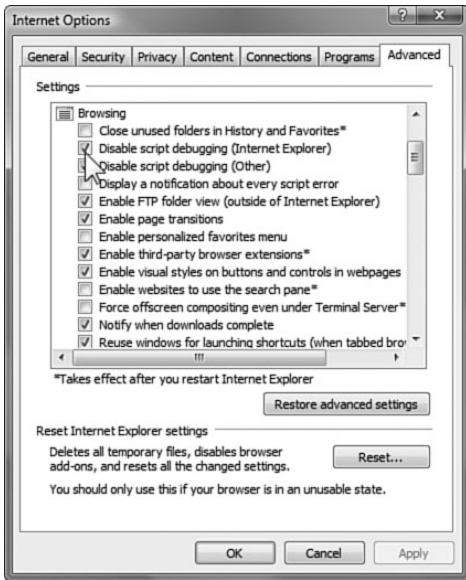 Internet Options
General Security Privacy Content Connections Programs Advanced
Settings
Browsing
Close unused folders in History and Favorites*
Disable script debugging (Internet Explorer)
Disable script debugging (Other)
Display a notification about every script error
Enable FTP folder view (outside of Internet Explorer)
Enable page transitions
Enable personalized favorites menu
Enable third-party browser extensions*
Enable visual styles on buttons and controls in webpages
Enable websites to use the search pane*
Force offscreen compositing even under Terminal Server*
Notify when downloads complete
Reuse windows for launching shortcuts (when tabbed brow
*Takes effect after you restart Internet Explorer
Restore advanced settings
Reset Internet Explorer settings
Deletes all temporary files, disables browser
add-ons, and resets all the changed settings.
Reset...
You should only use this if your browser is in an unusable state.
OK Cancel Apply